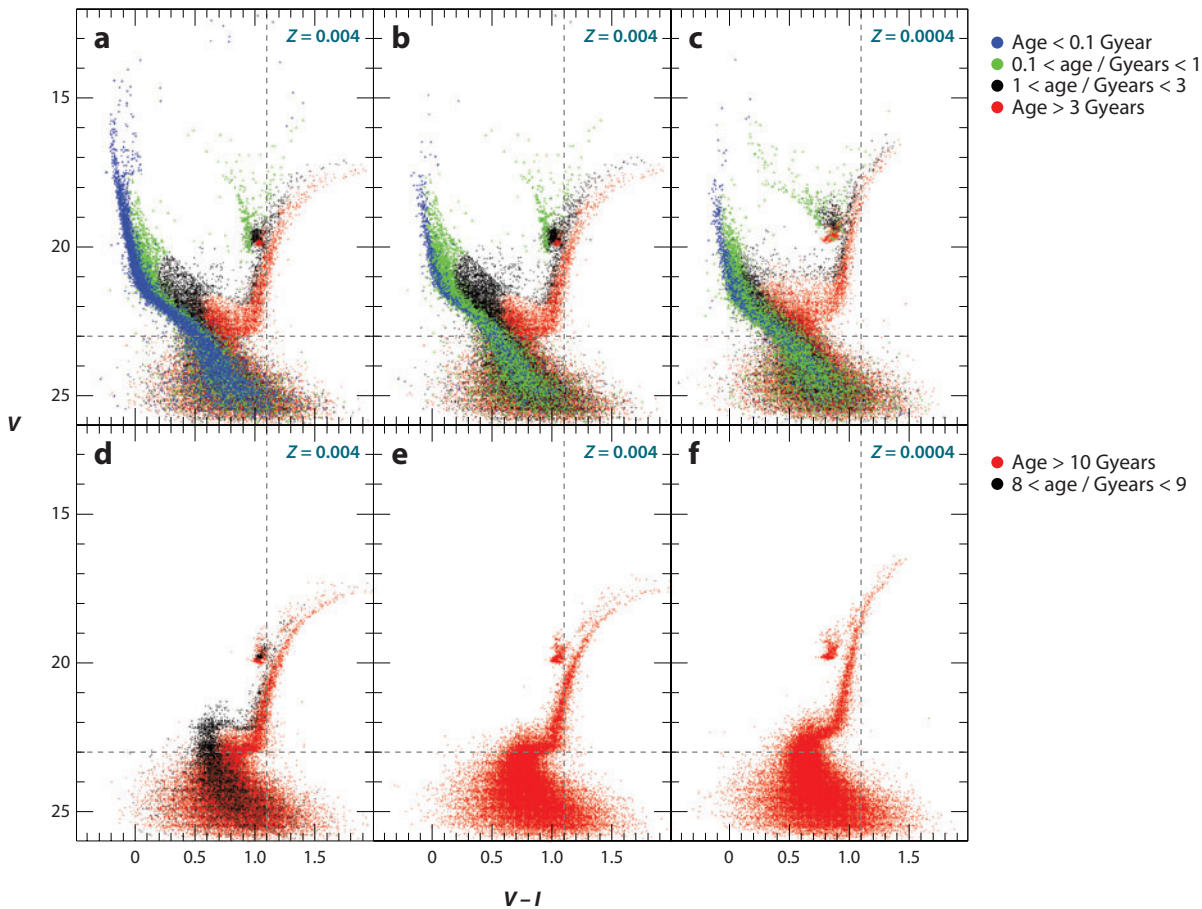 a
Z = 0.004
b
Z = 0.004
c
Z = 0.0004
Age < 0.1 Gyear
0.1 < age / Gyears < 1
1 < age / Gyears < 3
Age > 3 Gyears
15
20
25
V
d
Z = 0.004
e
Z = 0.004
f
Z = 0.0004
Age > 10 Gyears
8 < age / Gyears < 9
15
20
25
0 0.5 1.0 1.5 0 0.5 1.0 1.5 0 0.5 1.0 1.5
V – I